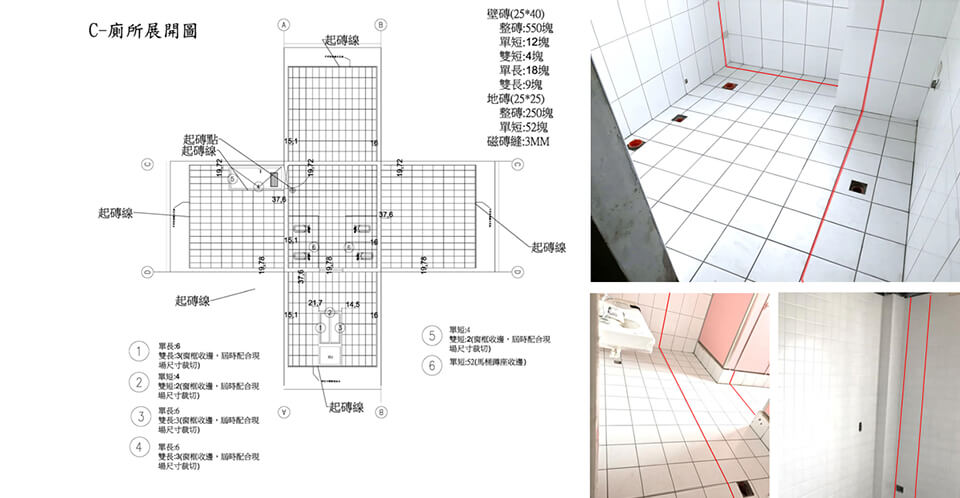 C-廁所展開圖
壁磚(25*40)
整磚:550塊
單短:12塊
雙短:4塊
單長:18塊
雙長:9塊
地磚(25*25)
整磚:250塊
單短:52塊
磁磚縫:3MM
A
B
起磚線
15,1
16
起磚點
起磚線
C
C
19,72
19,72
19,72
5
4
37,6
37,6
起磚線
起磚線
15,1
16
6
6
D
D
19,78
37,6
19,78
19,78
起磚線
21,7
2
14,5
15,1
1
3
16
起磚線
A
B
1
單長:6
雙長:3(窗框收邊，屆時配合現
場尺寸裁切)
2
單短:4
雙短:2(窗框收邊，屆時配合現
場尺寸裁切)
3
單長:6
雙長:3(窗框收邊，屆時配合現
場尺寸裁切)
4
單長:6
雙長:3(窗框收邊，屆時配合現
場尺寸裁切)
5
單短:4
雙短:2(窗框收邊，屆時配合現
場尺寸裁切)
6
單短:52(馬桶蹲座收邊)